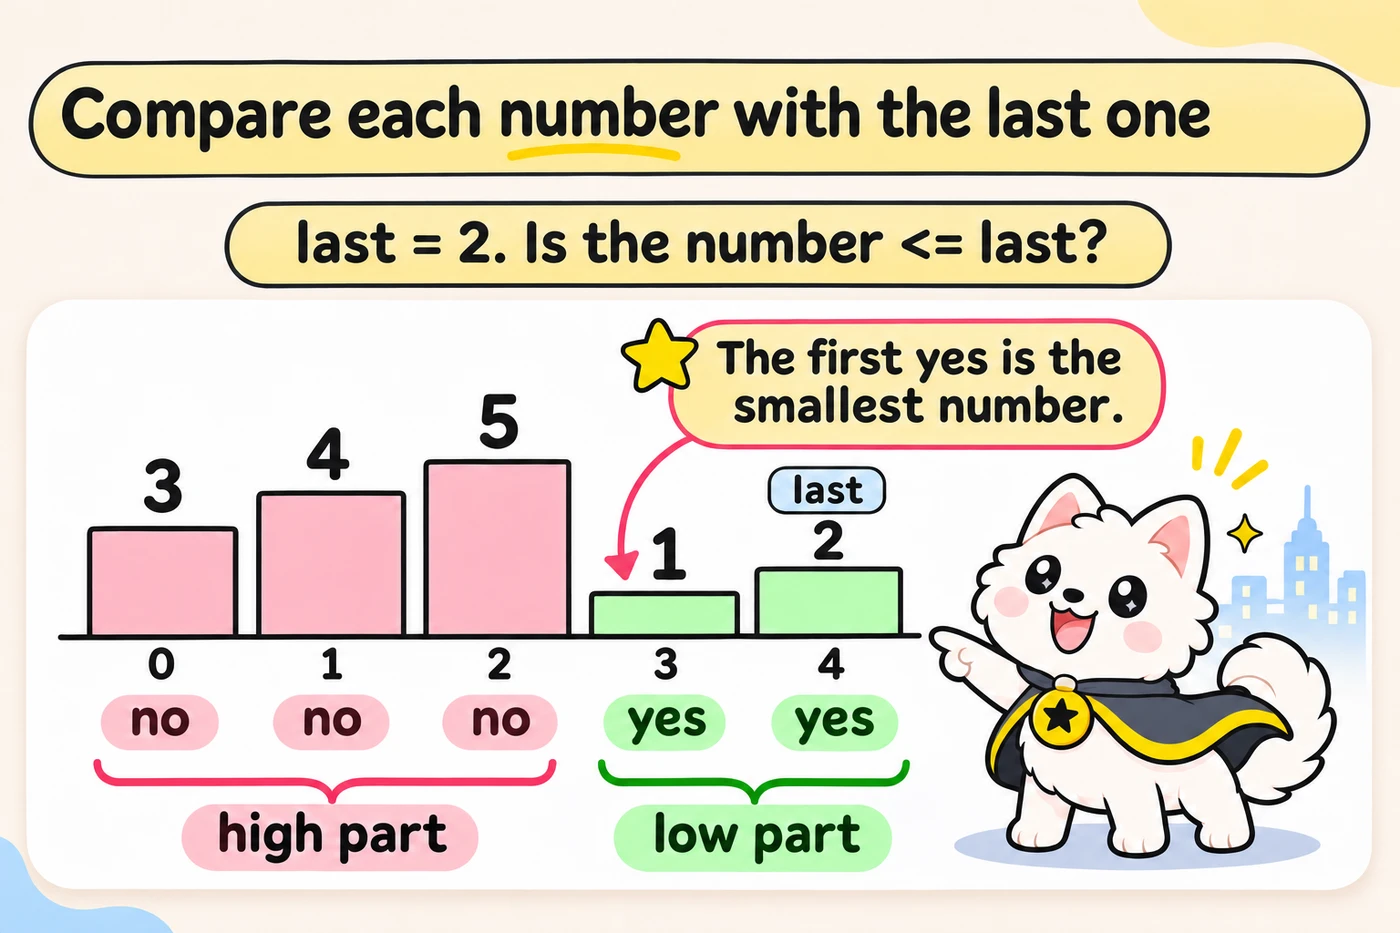 Compare each number with the last one
last = 2. Is the number <= last?
The first yes is the
smallest number.
3
4
5
1
last
2
0
1
2
3
4
no
no
no
yes
yes
high part
low part